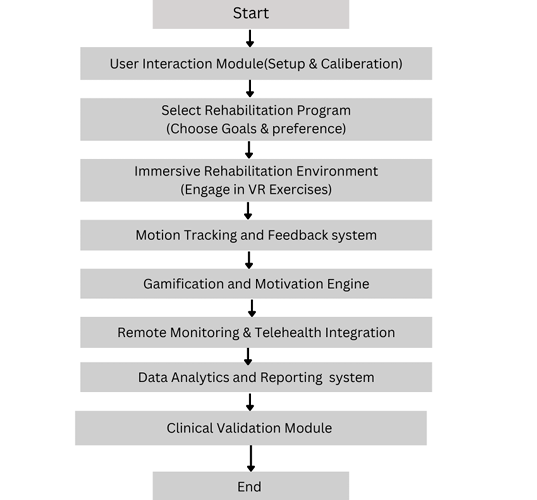 Start
User Interaction Module(Setup & Caliberation)
Select Rehabilitation Program
(Choose Goals & preference)
Immersive Rehabilitation Environment
(Engage in VR Exercises)
Motion Tracking and Feedback system
Gamification and Motivation Engine
Remote Monitoring & Telehealth Integration
Data Analytics and Reporting system
Clinical Validation Module
End